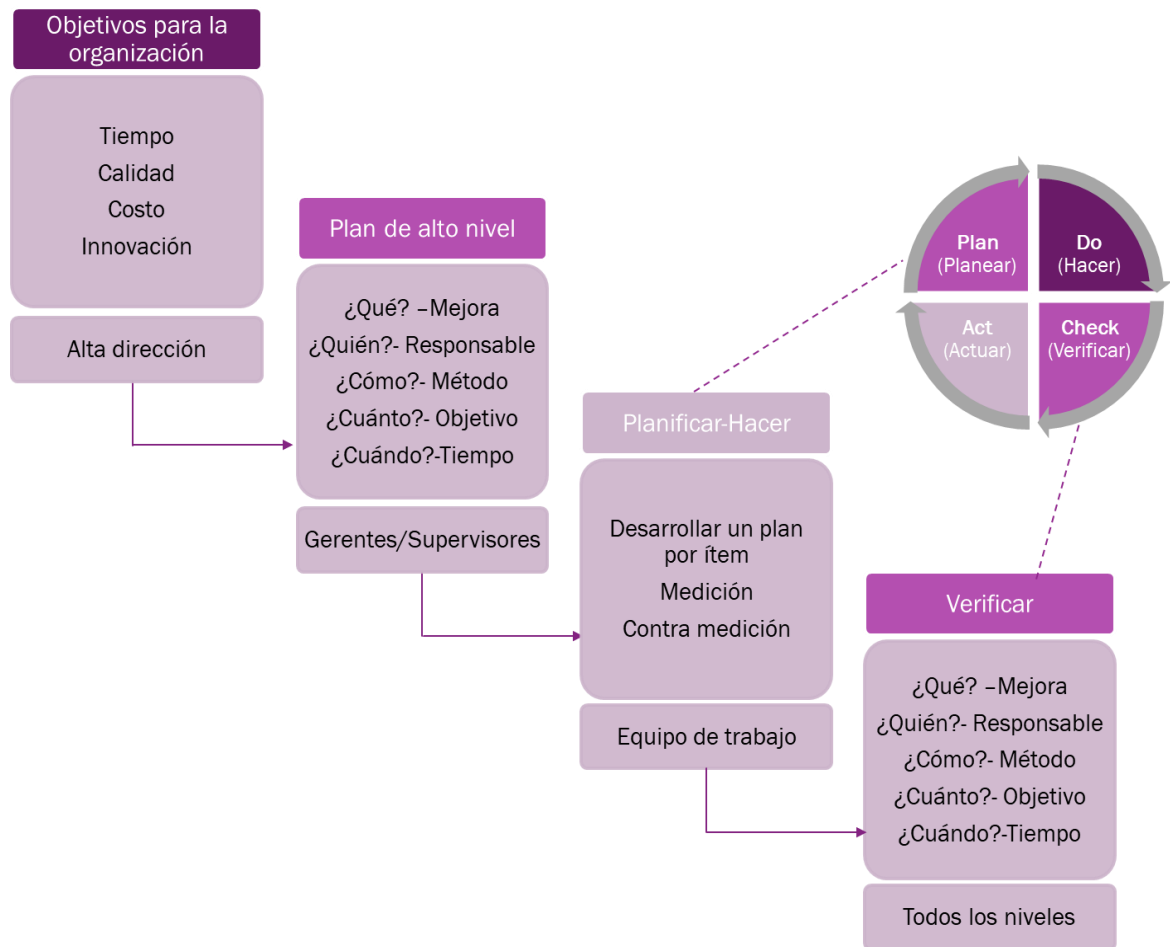 Objetivos para la
organización
Tiempo
Calidad
Costo
Innovación
Alta dirección
Plan de alto nivel
¿Qué? –Mejora
¿Quién?- Responsable
¿Cómo?- Método
¿Cuánto?- Objetivo
¿Cuándo?-Tiempo
Gerentes/Supervisores
Planificar-Hacer
Desarrollar un plan
por ítem
Medición
Contra medición
Equipo de trabajo
Verificar
¿Qué? –Mejora
¿Quién?- Responsable
¿Cómo?- Método
¿Cuánto?- Objetivo
¿Cuándo?-Tiempo
Todos los niveles
Plan
(Planear)
Do
(Hacer)
Act
(Actuar)
Check
(Verificar)